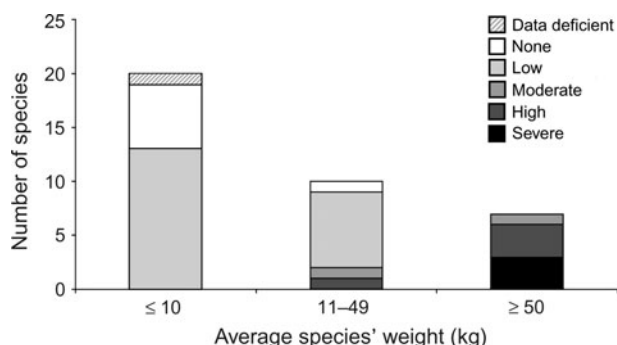 Number of species
25
20
15
10
5
0
Data deficient
None
Low
Moderate
High
Severe
≤ 10
11–49
≥ 50
Average species' weight (kg)